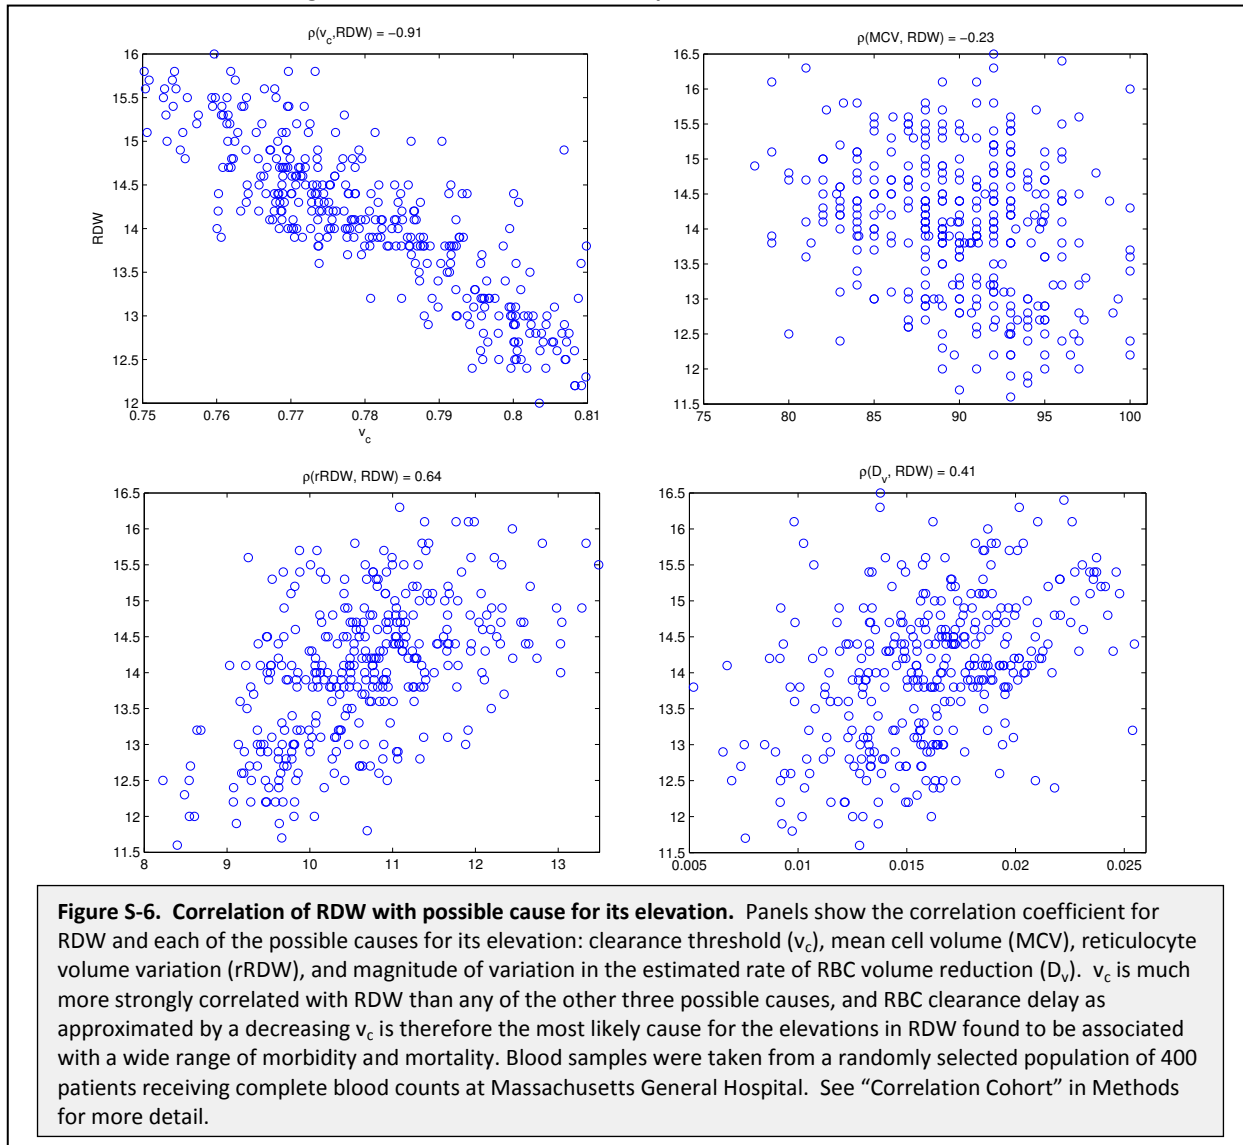 ρ(v_c,RDW) = −0.91
16
15.5
15
14.5
14
13.5
13
12.5
12
RDW
0.75 0.76 0.77 0.78 0.79 0.8 0.81
v_c
ρ(MCV, RDW) = −0.23
16.5
16
15.5
15
14.5
14
13.5
13
12.5
12
11.5
75 80 85 90 95 100
ρ(rRDW, RDW) = 0.64
16.5
16
15.5
15
14.5
14
13.5
13
12.5
12
11.5
8 9 10 11 12 13
ρ(D_v, RDW) = 0.41
16.5
16
15.5
15
14.5
14
13.5
13
12.5
12
11.5
0.005 0.01 0.015 0.02 0.025
Figure S-6. Correlation of RDW with possible cause for its elevation. Panels show the correlation coefficient for
RDW and each of the possible causes for its elevation: clearance threshold (v_c), mean cell volume (MCV), reticulocyte
volume variation (rRDW), and magnitude of variation in the estimated rate of RBC volume reduction (D_v). v_c is much
more strongly correlated with RDW than any of the other three possible causes, and RBC clearance delay as
approximated by a decreasing v_c is therefore the most likely cause for the elevations in RDW found to be associated
with a wide range of morbidity and mortality. Blood samples were taken from a randomly selected population of 400
patients receiving complete blood counts at Massachusetts General Hospital. See “Correlation Cohort” in Methods
for more detail.